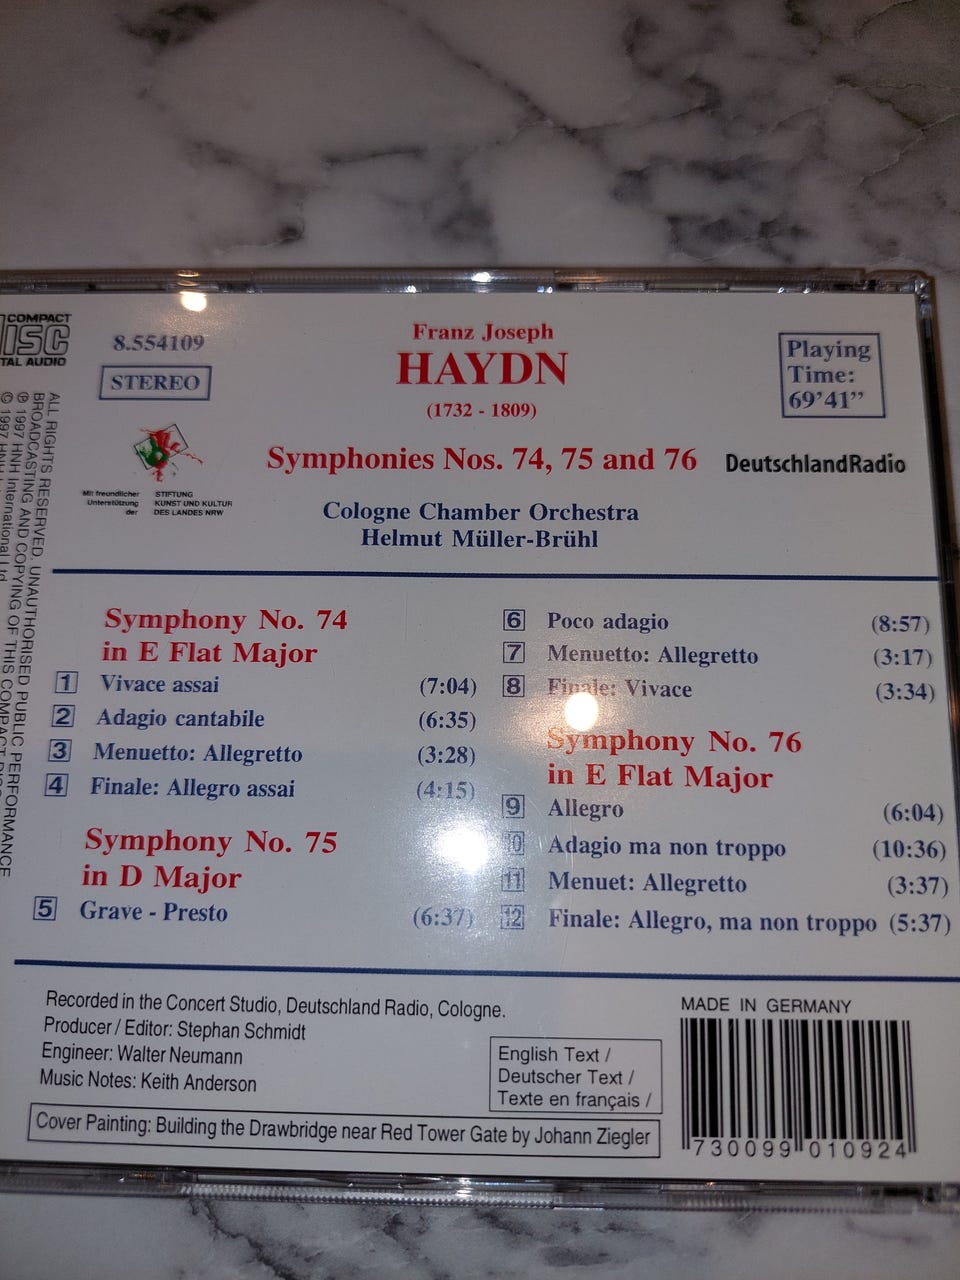 COMPACT
DISC
TAL AUDIO
8.554109
STEREO
Franz Joseph
HAYDN
(1732 - 1809)
Playing
Time:
69'41"
Symphonies Nos. 74, 75 and 76
DeutschlandRadio
Mit freundlicher
Unterstützung
der
STIFTUNG
KUNST UND KULTUR
DES LANDES NRW
Cologne Chamber Orchestra
Helmut Müller-Brühl
Symphony No. 74
in E Flat Major
1 Vivace assai (7:04)
2 Adagio cantabile (6:35)
3 Menuetto: Allegretto (3:28)
4 Finale: Allegro assai (4:15)
Symphony No. 75
in D Major
5 Grave - Presto (6:37)
6 Poco adagio (8:57)
7 Menuetto: Allegretto (3:17)
8 Finale: Vivace (3:34)
Symphony No. 76
in E Flat Major
9 Allegro (6:04)
10 Adagio ma non troppo (10:36)
11 Menuet: Allegretto (3:37)
12 Finale: Allegro, ma non troppo (5:37)
ALL RIGHTS RESERVED. UNAUTHORISED PUBLIC PERFORMANCE
BROADCASTING AND COPYING OF THIS COMPACT
℗ 1997 HNH International Ltd.
© 1997 HNH
Recorded in the Concert Studio, Deutschland Radio, Cologne.
Producer / Editor: Stephan Schmidt
Engineer: Walter Neumann
Music Notes: Keith Anderson
English Text /
Deutscher Text /
Texte en français /
Cover Painting: Building the Drawbridge near Red Tower Gate by Johann Ziegler
MADE IN GERMANY
730099 010924